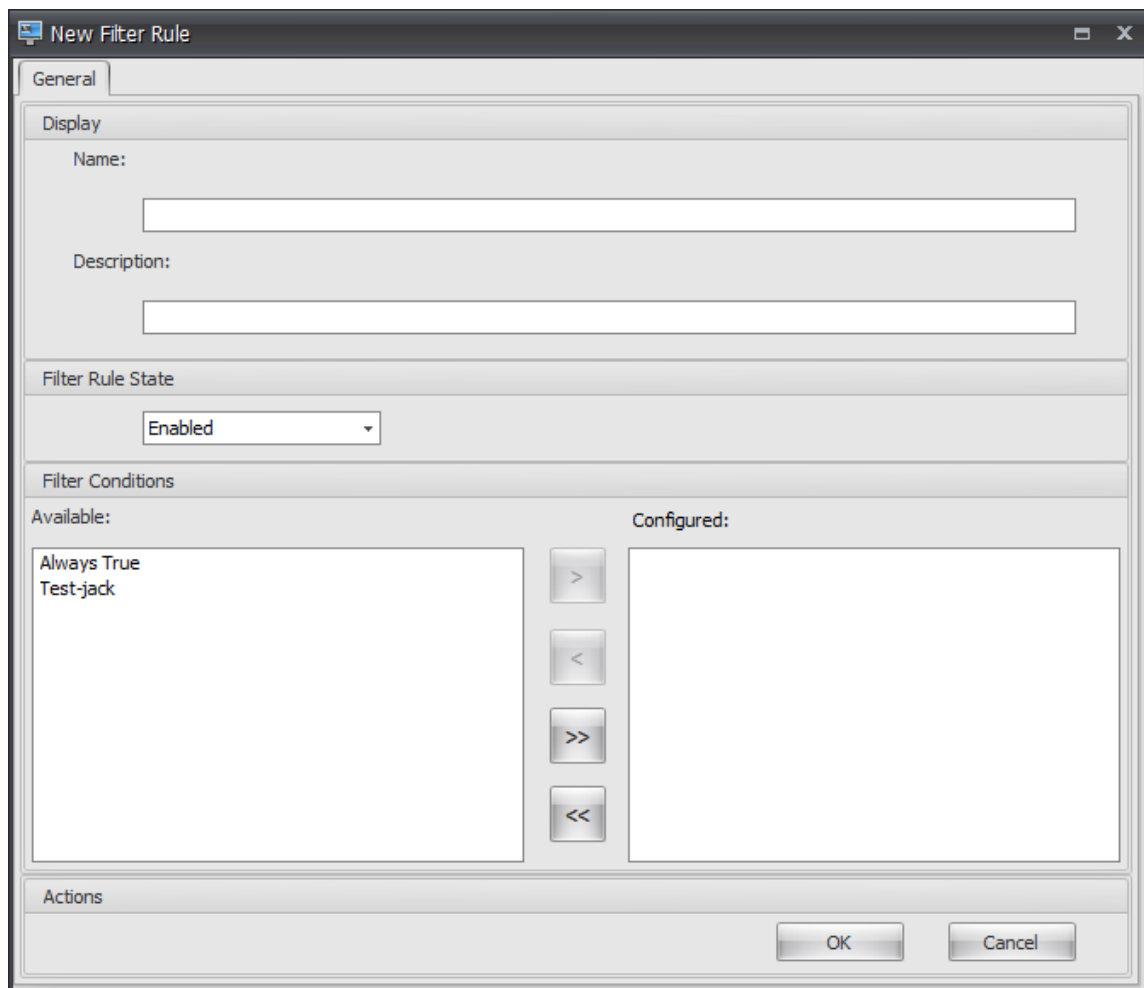 New Filter Rule
General
Display
Name:
Description:
Filter Rule State
Enabled
Filter Conditions
Available:
Configured:
Always True
Test-jack
>
<
>>
<<
Actions
OK
Cancel